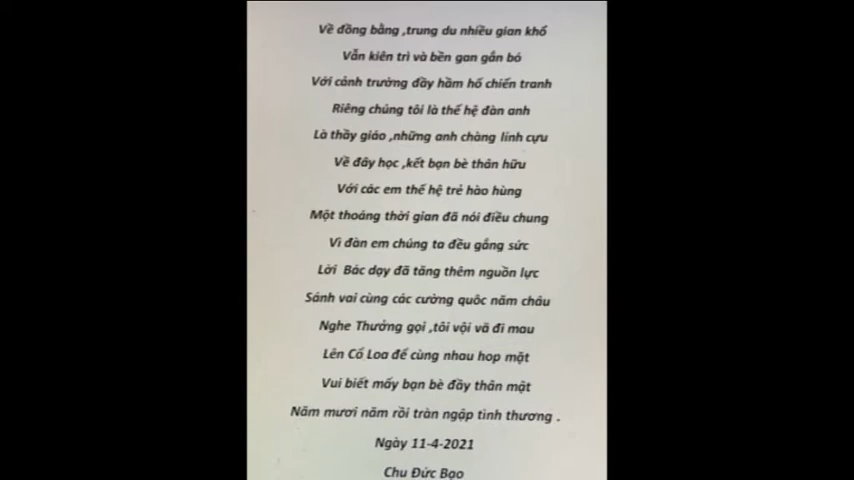 Về đồng bằng ,trung du nhiều gian khổ
Vẫn kiên trì và bền gan gắn bó
Với cảnh trường đầy hầm hố chiến tranh
Riêng chúng tôi là thế hệ đàn anh
Là thầy giáo ,những anh chàng lính cựu
Về đây học ,kết bạn bè thân hữu
Với các em thế hệ trẻ hào hùng
Một thoáng thời gian đã nói điều chung
Vì đàn em chúng ta đều gắng sức
Lời Bác dạy đã tăng thêm nguồn lực
Sánh vai cùng các cường quôc năm châu
Nghe Thưởng gọi ,tôi vội vã đi mau
Lên Cổ Loa để cùng nhau hop mặt
Vui biết mấy bạn bè đầy thân mật
Năm mươi năm rồi tràn ngập tình thương .
Ngày 11-4-2021
Chu Đức Bạo